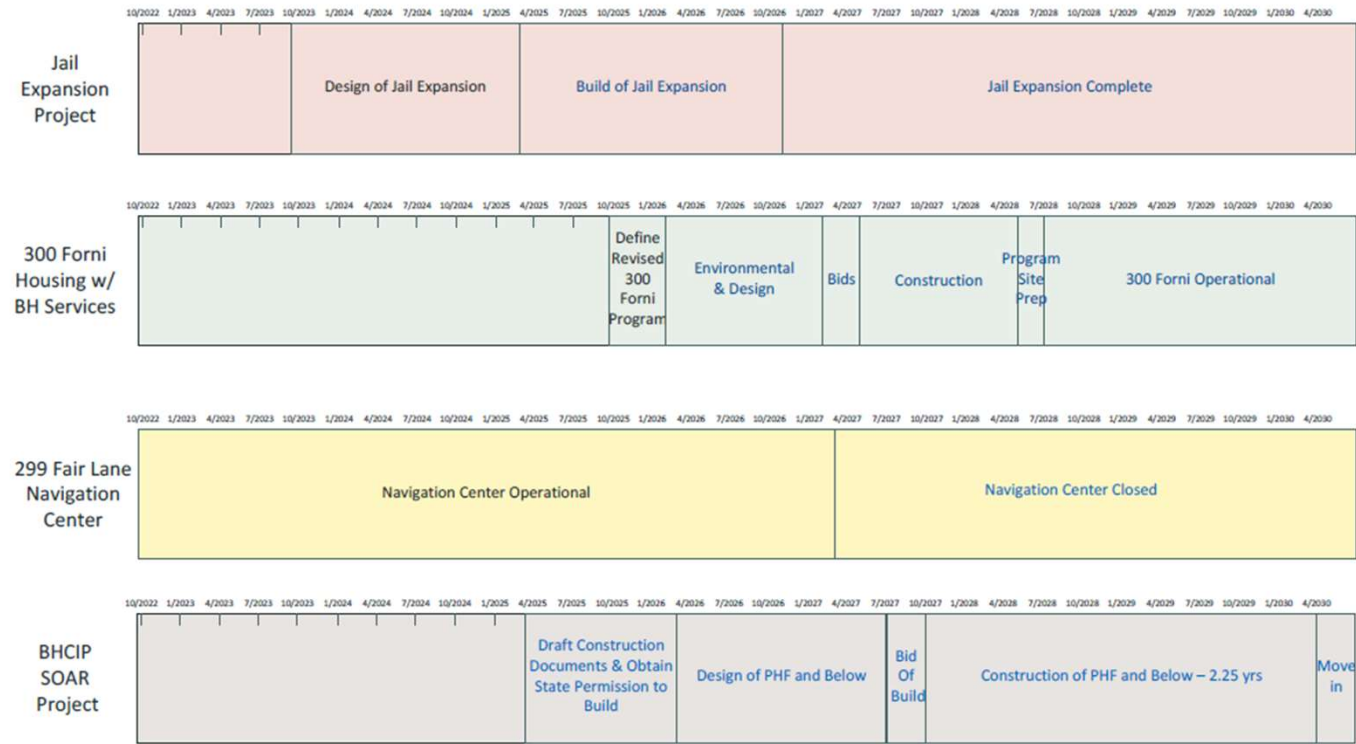 10/2022 1/2023 4/2023 7/2023 10/2023 1/2024 4/2024 7/2024 10/2024 1/2025 4/2025 7/2025 10/2025 1/2026 4/2026 7/2026 10/2026 1/2027 4/2027 7/2027 10/2027 1/2028 4/2028 7/2028 10/2028 1/2029 4/2029 7/2029 10/2029 1/2030 4/2030
Jail
Expansion
Project
Design of Jail Expansion
Build of Jail Expansion
Jail Expansion Complete
10/2022 1/2023 4/2023 7/2023 10/2023 1/2024 4/2024 7/2024 10/2024 1/2025 4/2025 7/2025 10/2025 1/2026 4/2026 7/2026 10/2026 1/2027 4/2027 7/2027 10/2027 1/2028 4/2028 7/2028 10/2028 1/2029 4/2029 7/2029 10/2029 1/2030 4/2030
300 Forni
Housing w/
BH Services
Define
Revised
300
Forni
Program
Environmental
& Design
Bids
Construction
Program
Site
Prep
300 Forni Operational
10/2022 1/2023 4/2023 7/2023 10/2023 1/2024 4/2024 7/2024 10/2024 1/2025 4/2025 7/2025 10/2025 1/2026 4/2026 7/2026 10/2026 1/2027 4/2027 7/2027 10/2027 1/2028 4/2028 7/2028 10/2028 1/2029 4/2029 7/2029 10/2029 1/2030 4/2030
299 Fair Lane
Navigation
Center
Navigation Center Operational
Navigation Center Closed
10/2022 1/2023 4/2023 7/2023 10/2023 1/2024 4/2024 7/2024 10/2024 1/2025 4/2025 7/2025 10/2025 1/2026 4/2026 7/2026 10/2026 1/2027 4/2027 7/2027 10/2027 1/2028 4/2028 7/2028 10/2028 1/2029 4/2029 7/2029 10/2029 1/2030 4/2030
BHCIP
SOAR
Project
Draft Construction
Documents & Obtain
State Permission to
Build
Design of PHF and Below
Bid
Of
Build
Construction of PHF and Below – 2.25 yrs
Move
in